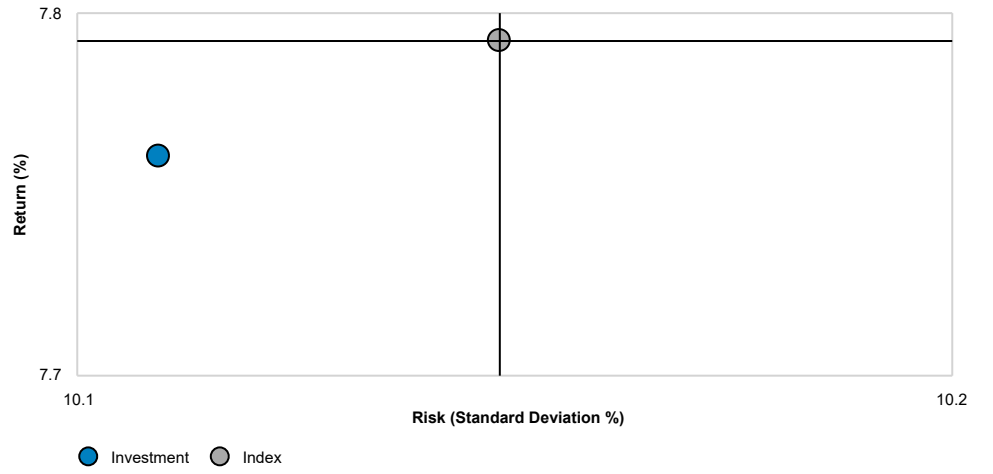 7.8
Return (%)
7.7
10.1
10.2
Risk (Standard Deviation %)
Investment
Index